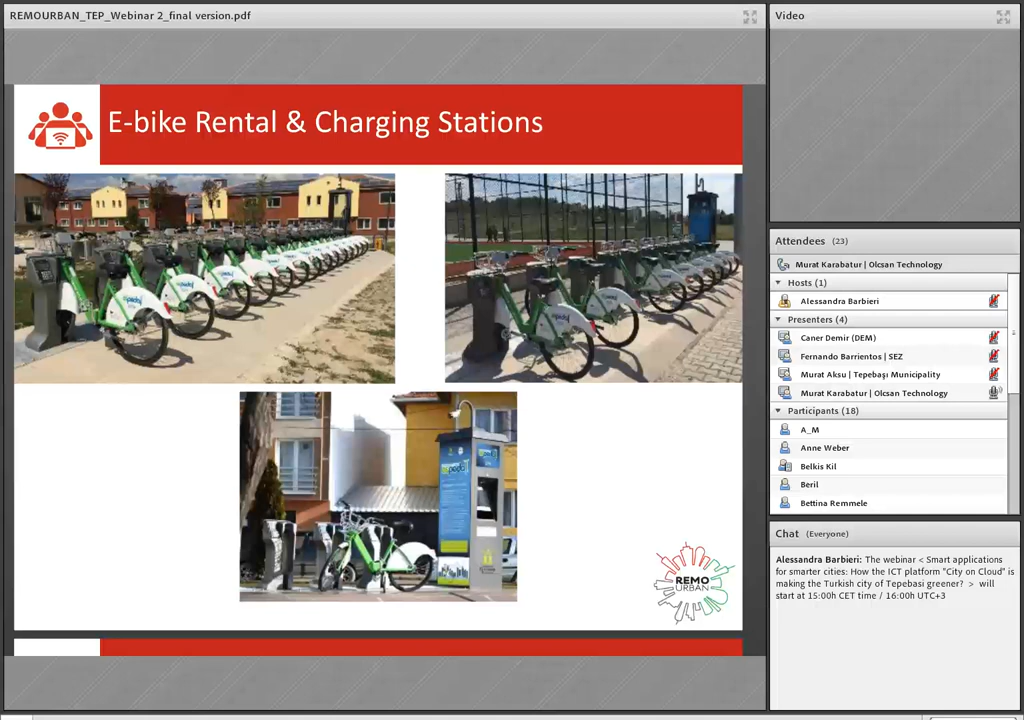 REMOURBAN_TEP_Webinar 2_final version.pdf
E-bike Rental & Charging Stations
REMO
URBAN
Video
Attendees (23)
Murat Karabatur | Olcsan Technology
Hosts (1)
Alessandra Barbieri
Presenters (4)
Caner Demir (DEM)
Fernando Barrientos | SEZ
Murat Aksu | Tepebaşı Municipality
Murat Karabatur | Olcsan Technology
Participants (18)
A_M
Anne Weber
Belkis Kil
Beril
Bettina Remmele
Chat (Everyone)
Alessandra Barbieri: The webinar < Smart applications
for smarter cities: How the ICT platform "City on Cloud" is
making the Turkish city of Tepebasi greener? > will
start at 15:00h CET time / 16:00h UTC+3